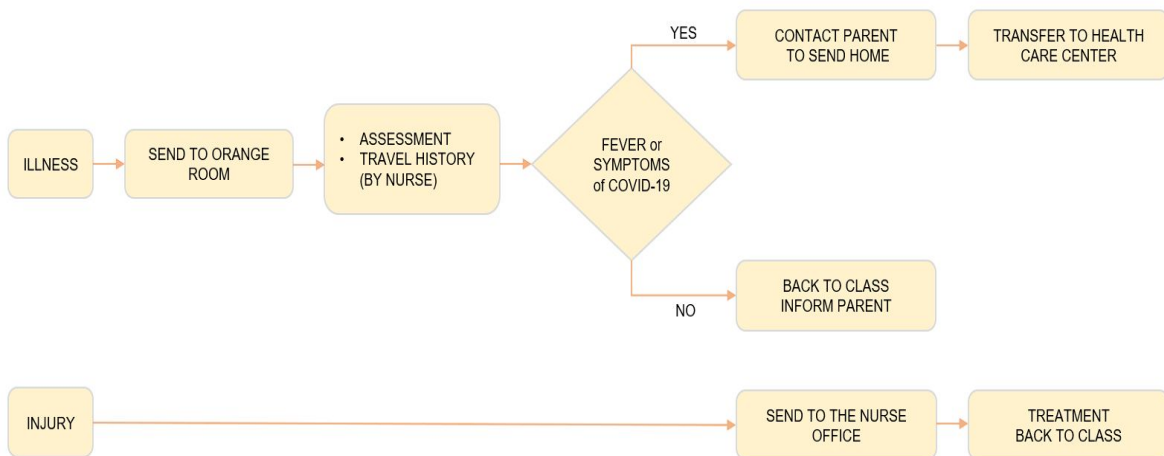 ILLNESS
SEND TO ORANGE
ROOM
• ASSESSMENT
• TRAVEL HISTORY
(BY NURSE)
FEVER or
SYMPTOMS
of COVID-19
YES
CONTACT PARENT
TO SEND HOME
TRANSFER TO HEALTH
CARE CENTER
NO
BACK TO CLASS
INFORM PARENT
INJURY
SEND TO THE NURSE
OFFICE
TREATMENT
BACK TO CLASS